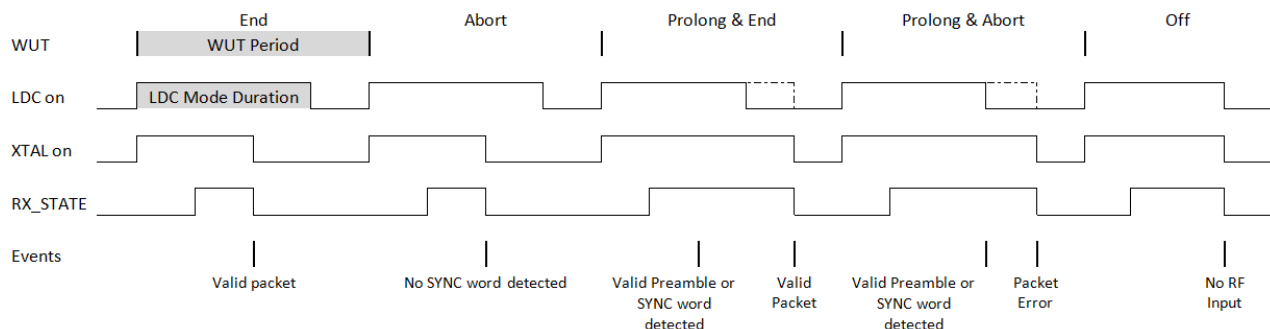 End Abort Prolong & End Prolong & Abort Off
WUT WUT Period
LDC on LDC Mode Duration
XTAL on
RX_STATE
Events
Valid packet No SYNC word detected Valid Preamble or Valid Valid Preamble or Packet No RF
SYNC word Packet SYNC word Error Input
detected detected